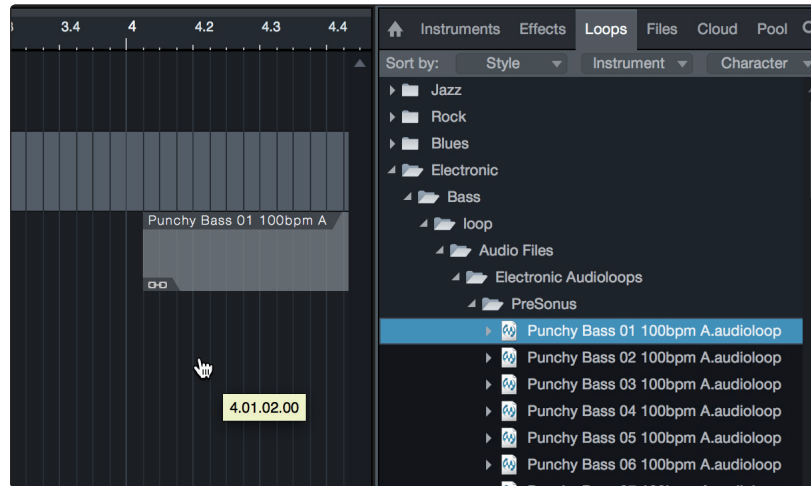 3.4 4 4.2 4.3 4.4
Punchy Bass 01 100bpm A
4.01.02.00
Instruments Effects Loops Files Cloud Pool
Sort by: Style Instrument Character
Jazz
Rock
Blues
Electronic
Bass
loop
Audio Files
Electronic Audioloops
PreSonus
Punchy Bass 01 100bpm A.audioloop
Punchy Bass 02 100bpm A.audioloop
Punchy Bass 03 100bpm A.audioloop
Punchy Bass 04 100bpm A.audioloop
Punchy Bass 05 100bpm A.audioloop
Punchy Bass 06 100bpm A.audioloop